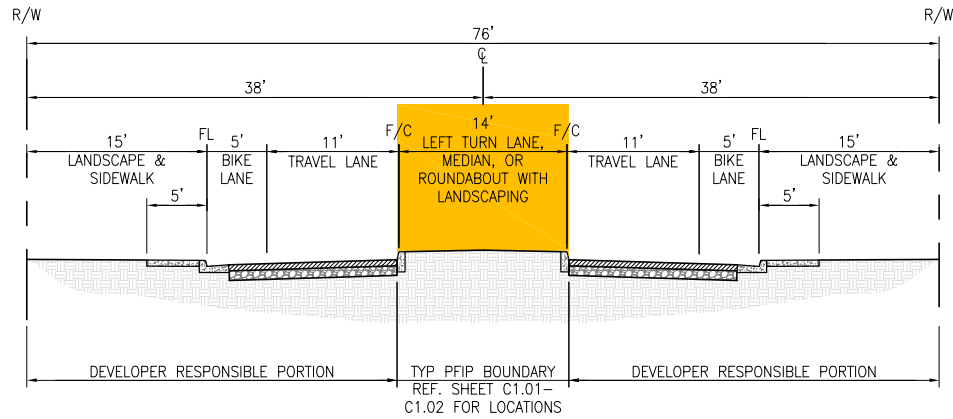 R/W
R/W
76'
℄
38'
38'
15'
LANDSCAPE &
SIDEWALK
FL
5'
BIKE
LANE
11'
TRAVEL LANE
F/C
14'
LEFT TURN LANE,
MEDIAN, OR
ROUNDABOUT WITH
LANDSCAPING
F/C
11'
TRAVEL LANE
5'
BIKE
LANE
FL
15'
LANDSCAPE &
SIDEWALK
5'
5'
DEVELOPER RESPONSIBLE PORTION
TYP PFIP BOUNDARY
REF. SHEET C1.01-
C1.02 FOR LOCATIONS
DEVELOPER RESPONSIBLE PORTION